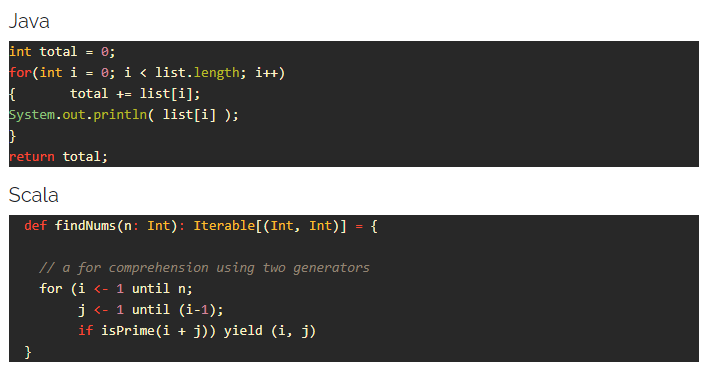 Java
int total = 0;
for(int i = 0; i < list.length; i++)
{       total += list[i];
System.out.println( list[i] );
}
return total;
Scala
def findNums(n: Int): Iterable[(Int, Int)] = {
// a for comprehension using two generators
for (i <- 1 until n;
j <- 1 until (i-1);
if isPrime(i + j)) yield (i, j)
}